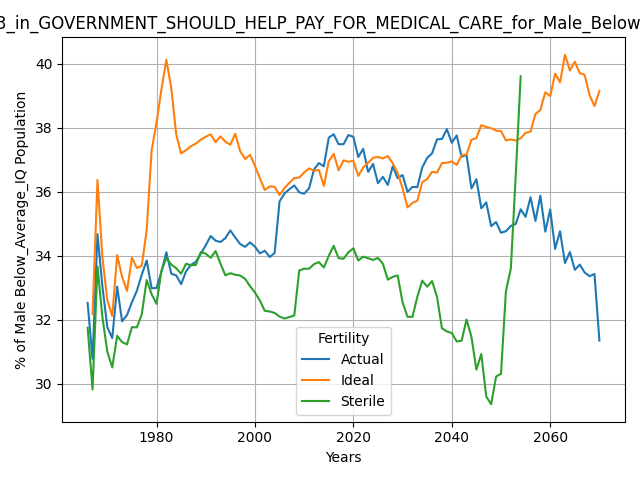 3_in_GOVERNMENT_SHOULD_HELP_PAY_FOR_MEDICAL_CARE_for_Male_Below
% of Male Below_Average_IQ Population
40
38
36
34
32
30
Fertility
Actual
Ideal
Sterile
1980 2000 2020 2040 2060
Years